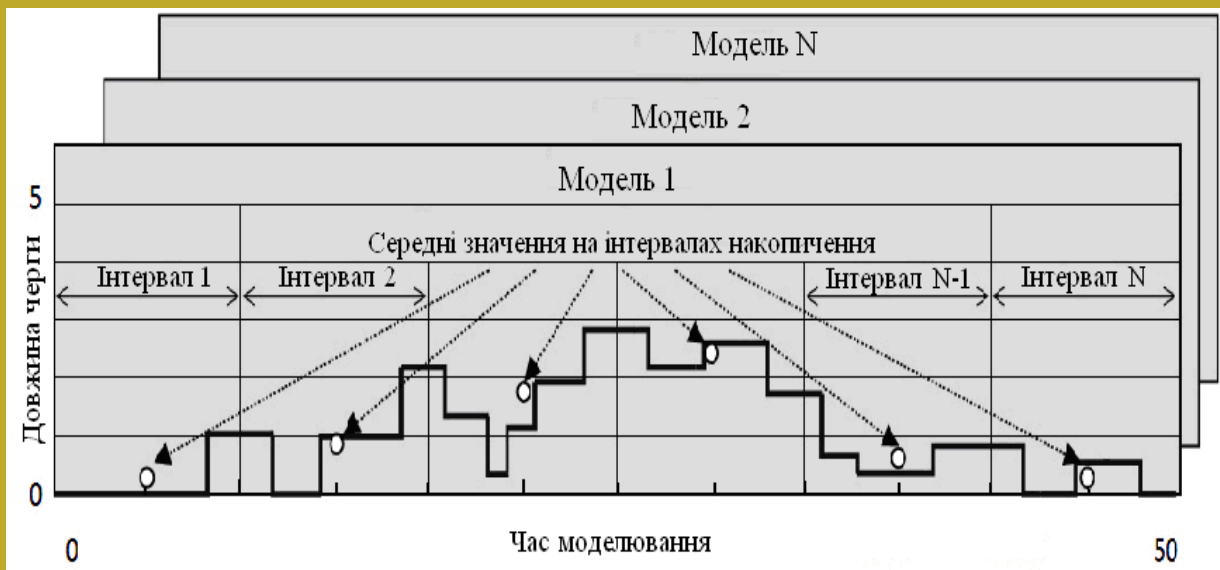 Модель N
Модель 2
Модель 1
5
Середні значення на інтервалах накопичення
Інтервал 1
Інтервал 2
Інтервал N-1
Інтервал N
Довжина черги
0
0
Час моделювання
50